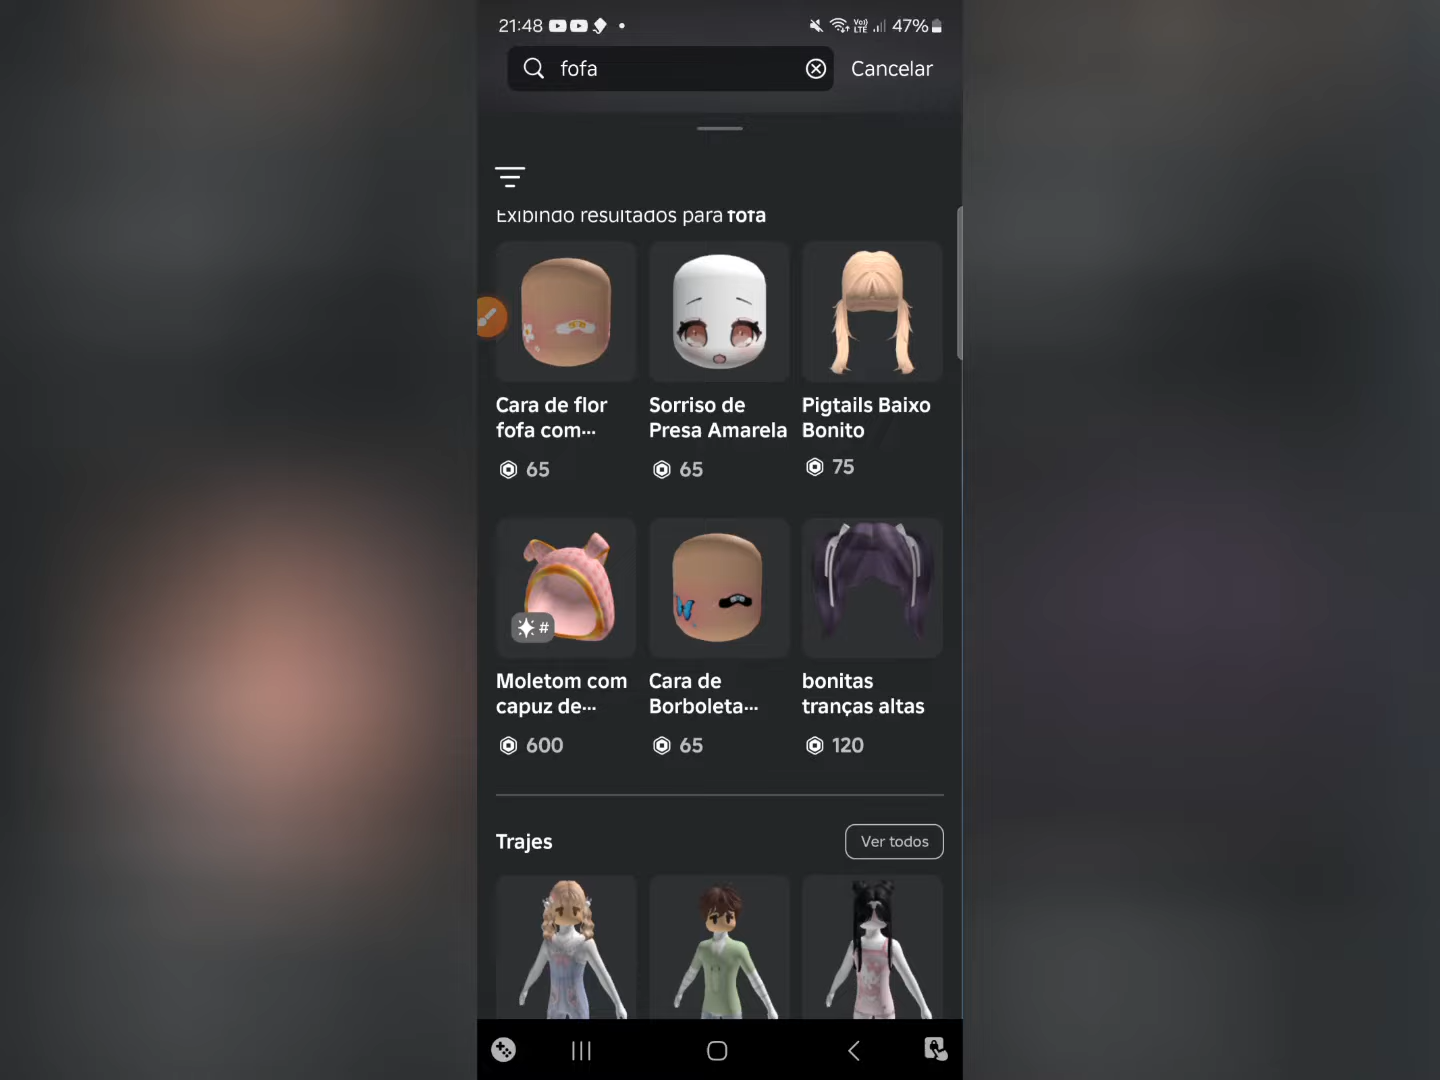 21:48
Vo))
LTE
47%
fofa
Cancelar
Exibindo resultados para fofa
Cara de flor
fofa com...
65
Sorriso de
Presa Amarela
65
Pigtails Baixo
Bonito
75
#
Moletom com
capuz de...
600
Cara de
Borboleta...
65
bonitas
tranças altas
120
Trajes
Ver todos